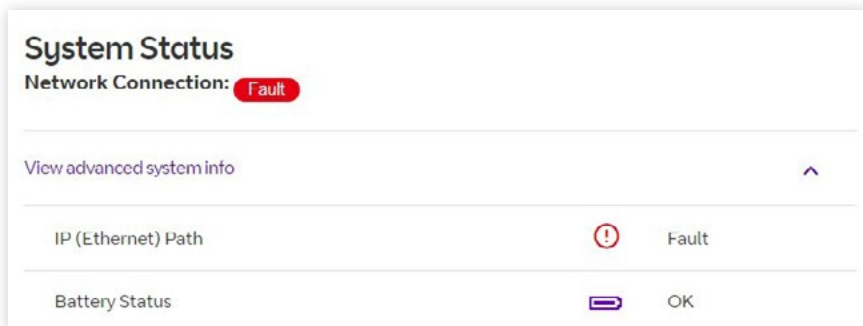 System Status
Network Connection: Fault
View advanced system info
IP (Ethernet) Path Fault
Battery Status OK